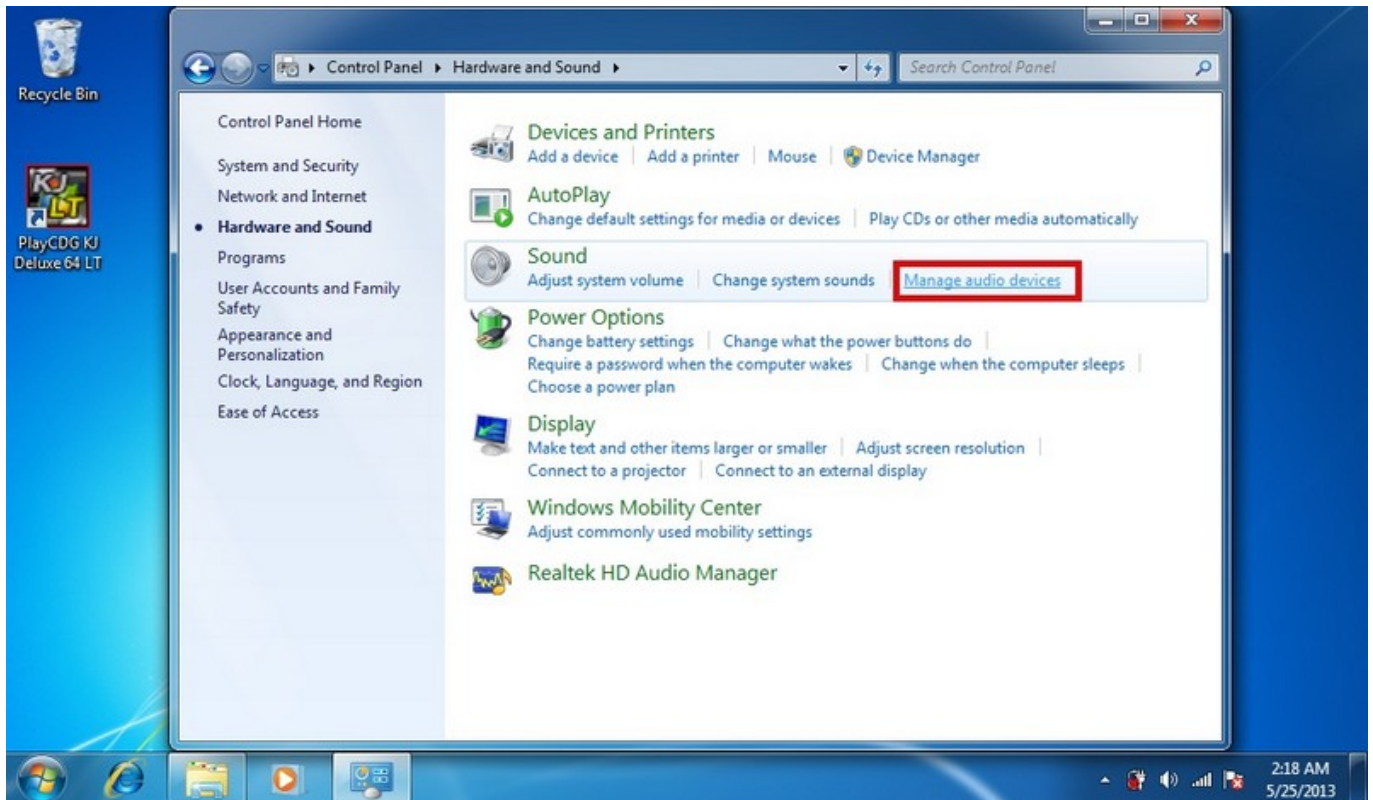 Recycle Bin
KJ
LT
PlayCDG KJ
Deluxe 64 LT
Control Panel Hardware and Sound
Search Control Panel
Control Panel Home
System and Security
Network and Internet
Hardware and Sound
Programs
User Accounts and Family
Safety
Appearance and
Personalization
Clock, Language, and Region
Ease of Access
Devices and Printers
Add a device Add a printer Mouse Device Manager
AutoPlay
Change default settings for media or devices Play CDs or other media automatically
Sound
Adjust system volume Change system sounds Manage audio devices
Power Options
Change battery settings Change what the power buttons do
Require a password when the computer wakes Change when the computer sleeps
Choose a power plan
Display
Make text and other items larger or smaller Adjust screen resolution
Connect to a projector Connect to an external display
Windows Mobility Center
Adjust commonly used mobility settings
Realtek HD Audio Manager
2:18 AM
5/25/2013